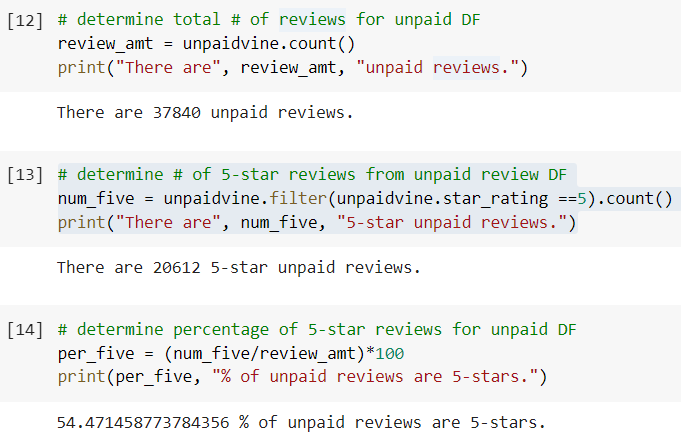 [12] # determine total # of reviews for unpaid DF
review_amt = unpaidvine.count()
print("There are", review_amt, "unpaid reviews.")
There are 37840 unpaid reviews.
[13] # determine # of 5-star reviews from unpaid review DF
num_five = unpaidvine.filter(unpaidvine.star_rating ==5).count()
print("There are", num_five, "5-star unpaid reviews.")
There are 20612 5-star unpaid reviews.
[14] # determine percentage of 5-star reviews for unpaid DF
per_five = (num_five/review_amt)*100
print(per_five, "% of unpaid reviews are 5-stars.")
54.471458773784356 % of unpaid reviews are 5-stars.